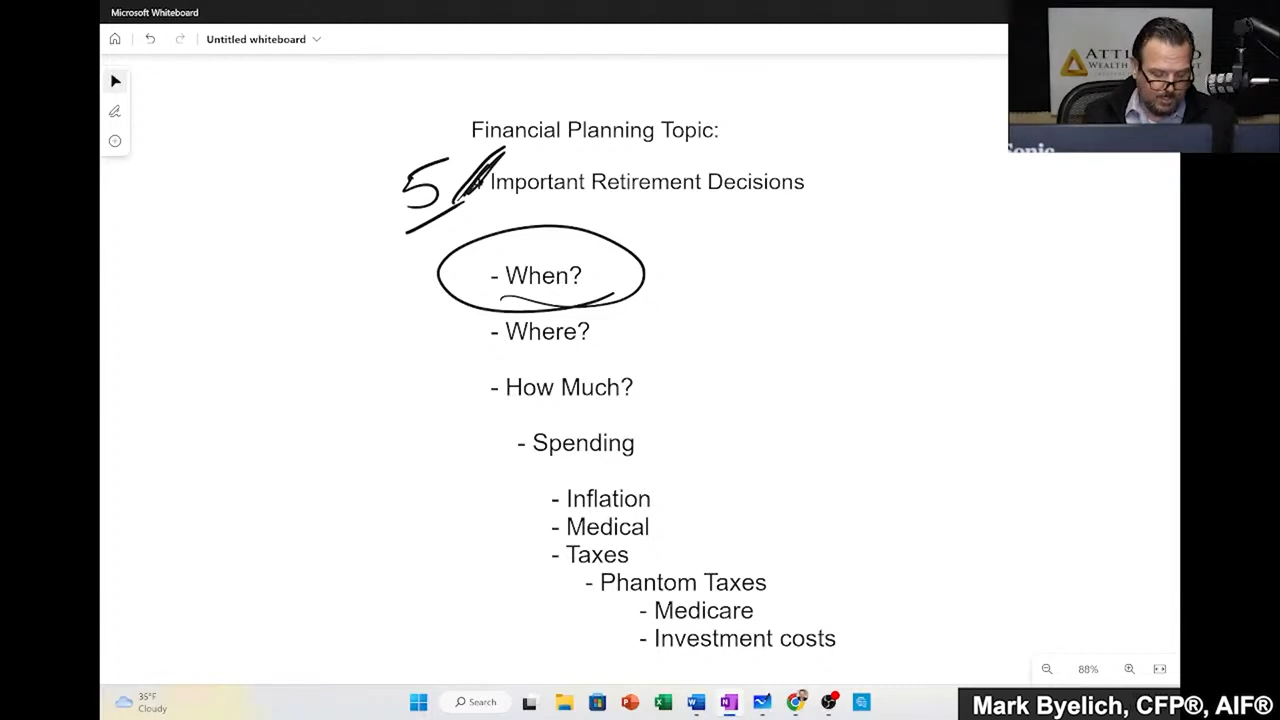 Microsoft Whiteboard
Untitled whiteboard
Financial Planning Topic:
5 Important Retirement Decisions
- When?
- Where?
- How Much?
- Spending
- Inflation
- Medical
- Taxes
- Phantom Taxes
- Medicare
- Investment costs
88%
35°F
Cloudy
Search
Mark Byelich, CFP®, AIF®